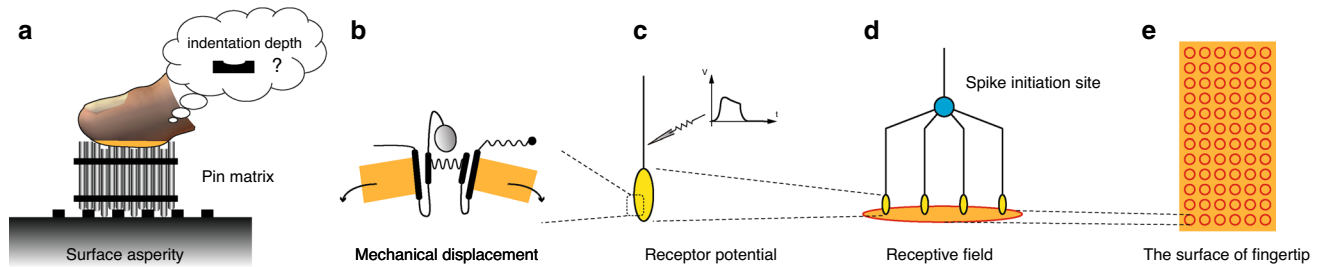 a
indentation depth
?
Pin matrix
Surface asperity
b
Mechanical displacement
c
V
t
Receptor potential
d
Spike initiation site
Receptive field
e
The surface of fingertip